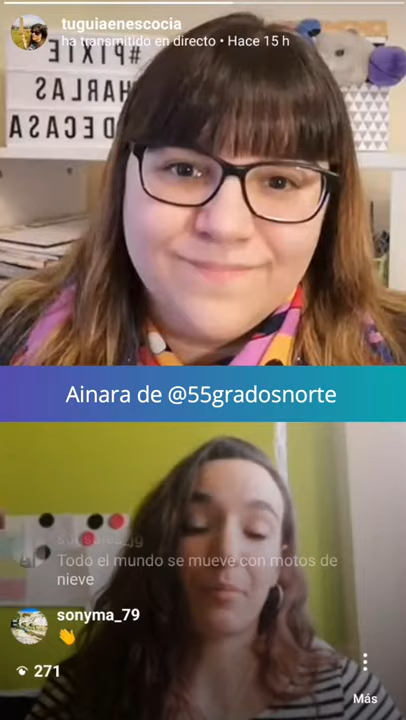 tuguiaenescocia
ha transmitido en directo • Hace 15 h
#PIXIE
HARLAS
DECASA
Ainara de @55gradosnorte
Todo el mundo se mueve con motos de
nieve
sonyma_79
👋
271
Más